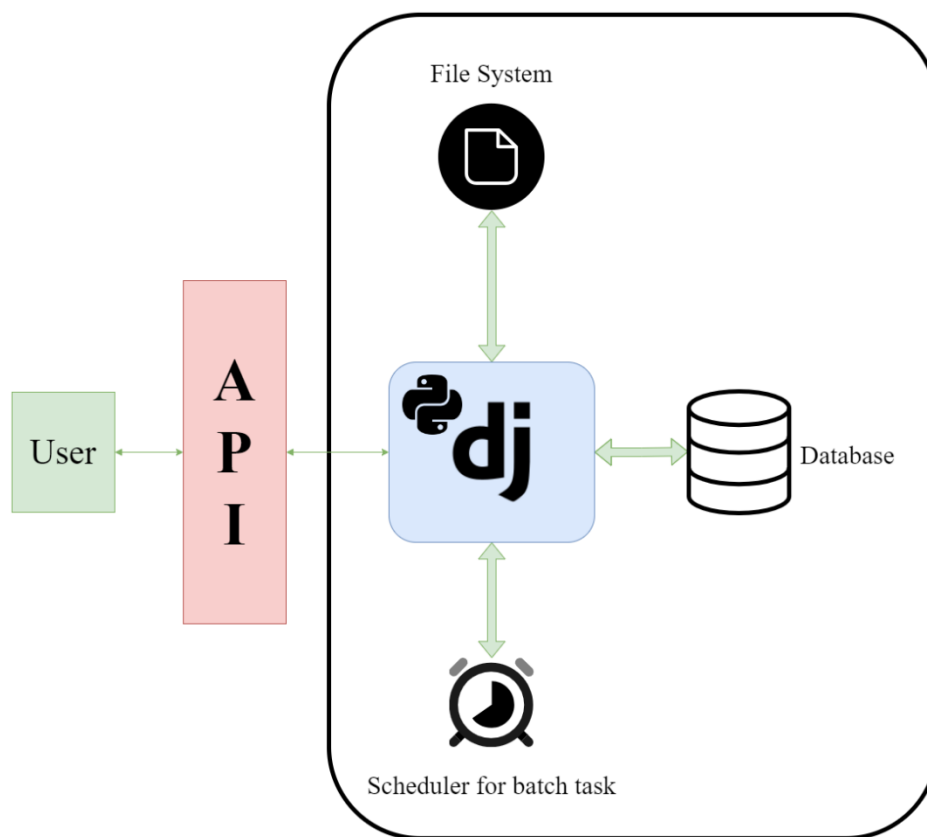 File System
User
A
P
I
dj
Database
Scheduler for batch task